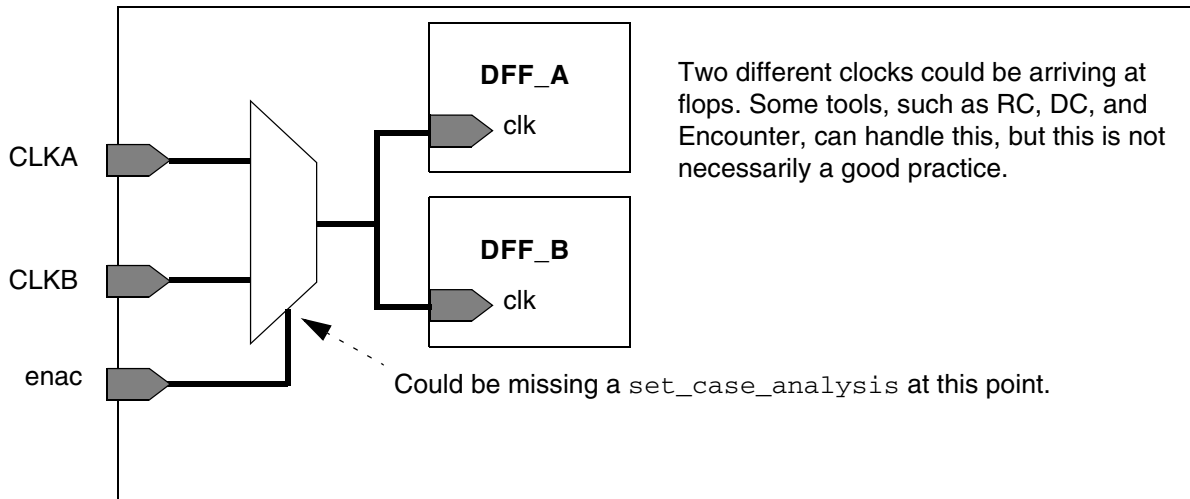 DFF_A
clk
Two different clocks could be arriving at
flops. Some tools, such as RC, DC, and
Encounter, can handle this, but this is not
necessarily a good practice.
CLKA
DFF_B
clk
CLKB
enac
Could be missing a set_case_analysis at this point.